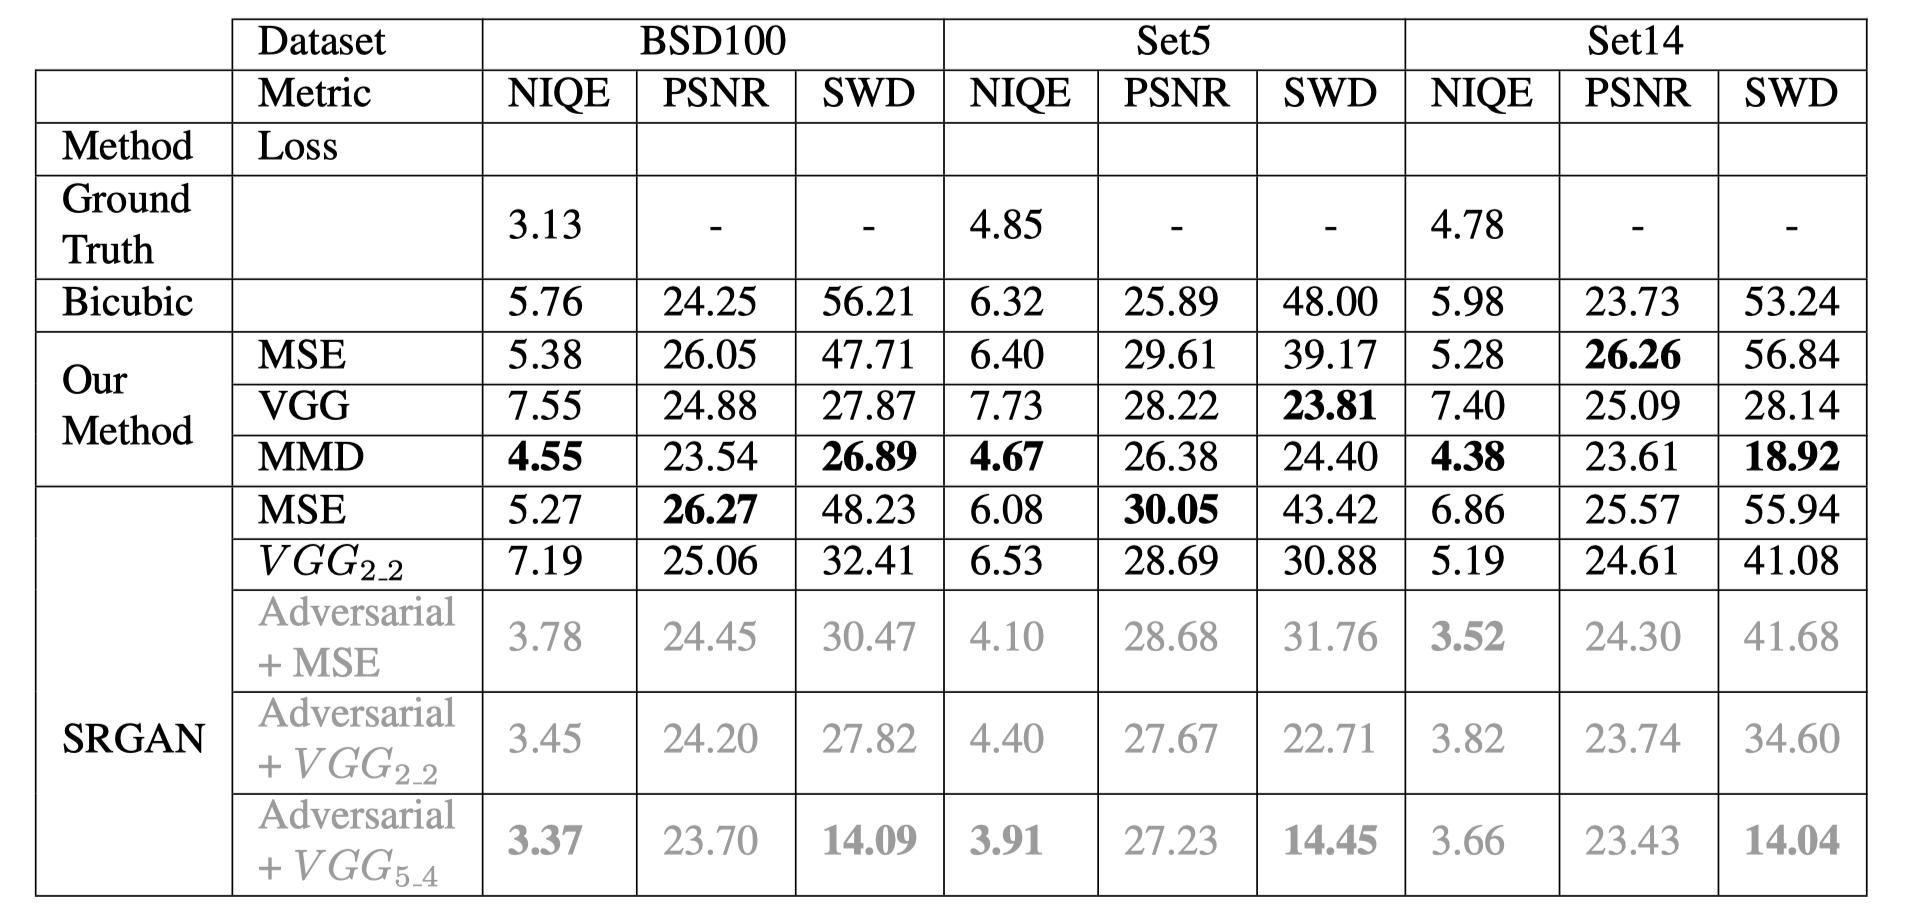 Dataset BSD100 Set5 Set14
Metric NIQE PSNR SWD NIQE PSNR SWD NIQE PSNR SWD
Method Loss
Ground Truth 3.13 - - 4.85 - - 4.78 - -
Bicubic 5.76 24.25 56.21 6.32 25.89 48.00 5.98 23.73 53.24
Our Method MSE 5.38 26.05 47.71 6.40 29.61 39.17 5.28 26.26 56.84
VGG 7.55 24.88 27.87 7.73 28.22 23.81 7.40 25.09 28.14
MMD 4.55 23.54 26.89 4.67 26.38 24.40 4.38 23.61 18.92
SRGAN MSE 5.27 26.27 48.23 6.08 30.05 43.42 6.86 25.57 55.94
VGG2_2 7.19 25.06 32.41 6.53 28.69 30.88 5.19 24.61 41.08
Adversarial + MSE 3.78 24.45 30.47 4.10 28.68 31.76 3.52 24.30 41.68
Adversarial + VGG2_2 3.45 24.20 27.82 4.40 27.67 22.71 3.82 23.74 34.60
Adversarial + VGG5_4 3.37 23.70 14.09 3.91 27.23 14.45 3.66 23.43 14.04